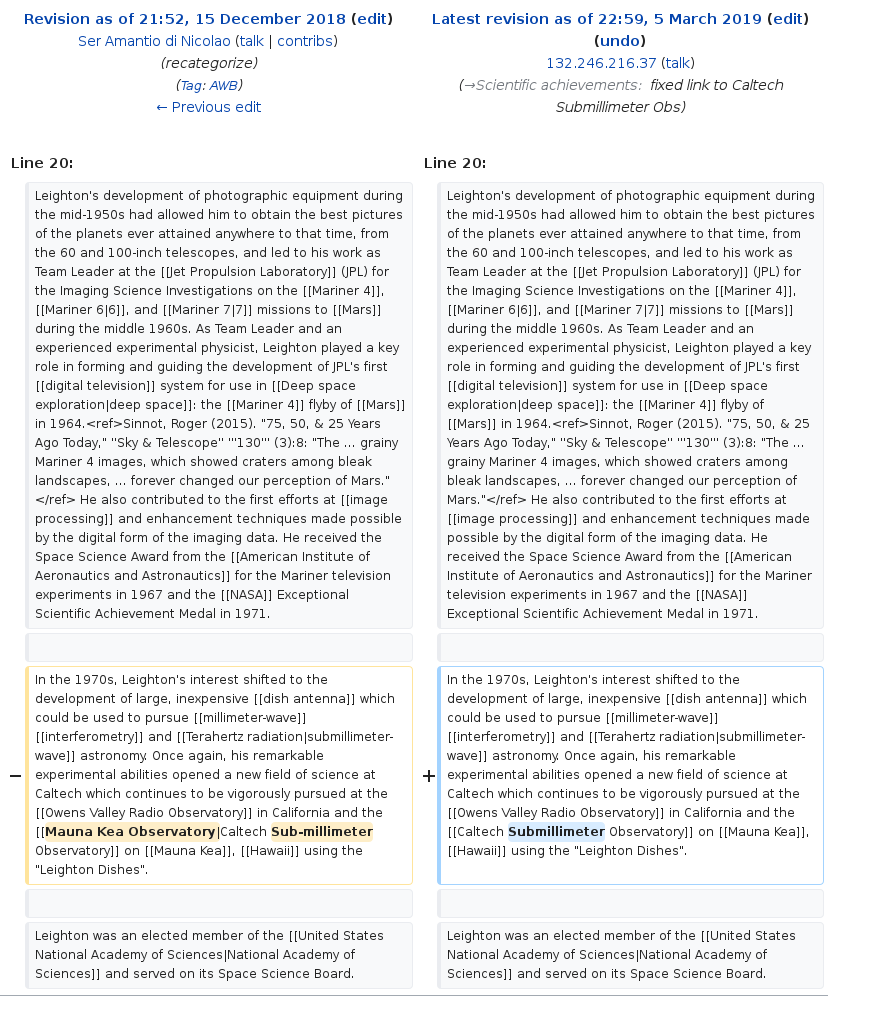 Revision as of 21:52, 15 December 2018 (edit)
Ser Amantio di Nicolao (talk | contribs)
(recategorize)
(Tag: AWB)
← Previous edit
Latest revision as of 22:59, 5 March 2019 (edit)
(undo)
132.246.216.37 (talk)
(→Scientific achievements: fixed link to Caltech
Submillimeter Obs)
Line 20:
Line 20:
Leighton's development of photographic equipment during
the mid-1950s had allowed him to obtain the best pictures
of the planets ever attained anywhere to that time, from
the 60 and 100-inch telescopes, and led to his work as
Team Leader at the [[Jet Propulsion Laboratory]] (JPL) for
the Imaging Science Investigations on the [[Mariner 4]],
[[Mariner 6|6]], and [[Mariner 7|7]] missions to [[Mars]]
during the middle 1960s. As Team Leader and an
experienced experimental physicist, Leighton played a key
role in forming and guiding the development of JPL's first
[[digital television]] system for use in [[Deep space
exploration|deep space]]: the [[Mariner 4]] flyby of [[Mars]]
in 1964.<ref>Sinnot, Roger (2015). "75, 50, & 25 Years
Ago Today," ''Sky & Telescope'' '''130''' (3):8: "The ... grainy
Mariner 4 images, which showed craters among bleak
landscapes, ... forever changed our perception of Mars."
</ref> He also contributed to the first efforts at [[image
processing]] and enhancement techniques made possible
by the digital form of the imaging data. He received the
Space Science Award from the [[American Institute of
Aeronautics and Astronautics]] for the Mariner television
experiments in 1967 and the [[NASA]] Exceptional
Scientific Achievement Medal in 1971.
Leighton's development of photographic equipment during
the mid-1950s had allowed him to obtain the best pictures
of the planets ever attained anywhere to that time, from
the 60 and 100-inch telescopes, and led to his work as
Team Leader at the [[Jet Propulsion Laboratory]] (JPL) for
the Imaging Science Investigations on the [[Mariner 4]],
[[Mariner 6|6]], and [[Mariner 7|7]] missions to [[Mars]]
during the middle 1960s. As Team Leader and an
experienced experimental physicist, Leighton played a key
role in forming and guiding the development of JPL's first
[[digital television]] system for use in [[Deep space
exploration|deep space]]: the [[Mariner 4]] flyby of
[[Mars]] in 1964.<ref>Sinnot, Roger (2015). "75, 50, & 25
Years Ago Today," ''Sky & Telescope'' '''130''' (3):8: "The ...
grainy Mariner 4 images, which showed craters among
bleak landscapes, ... forever changed our perception of
Mars."</ref> He also contributed to the first efforts at
[[image processing]] and enhancement techniques made
possible by the digital form of the imaging data. He
received the Space Science Award from the [[American
Institute of Aeronautics and Astronautics]] for the Mariner
television experiments in 1967 and the [[NASA]]
Exceptional Scientific Achievement Medal in 1971.
−
In the 1970s, Leighton's interest shifted to the
development of large, inexpensive [[dish antenna]] which
could be used to pursue [[millimeter-wave]]
[[interferometry]] and [[Terahertz radiation|submillimeter-
wave]] astronomy. Once again, his remarkable
experimental abilities opened a new field of science at
Caltech which continues to be vigorously pursued at the
[[Owens Valley Radio Observatory]] in California and the
[[Mauna Kea Observatory|Caltech Sub-millimeter
Observatory]] on [[Mauna Kea]], [[Hawaii]] using the
"Leighton Dishes".
+
In the 1970s, Leighton's interest shifted to the
development of large, inexpensive [[dish antenna]] which
could be used to pursue [[millimeter-wave]]
[[interferometry]] and [[Terahertz radiation|submillimeter-
wave]] astronomy. Once again, his remarkable
experimental abilities opened a new field of science at
Caltech which continues to be vigorously pursued at the
[[Owens Valley Radio Observatory]] in California and the
[[Caltech Submillimeter Observatory]] on [[Mauna Kea]],
[[Hawaii]] using the "Leighton Dishes".
Leighton was an elected member of the [[United States
National Academy of Sciences|National Academy of
Sciences]] and served on its Space Science Board.
Leighton was an elected member of the [[United States
National Academy of Sciences|National Academy of
Sciences]] and served on its Space Science Board.